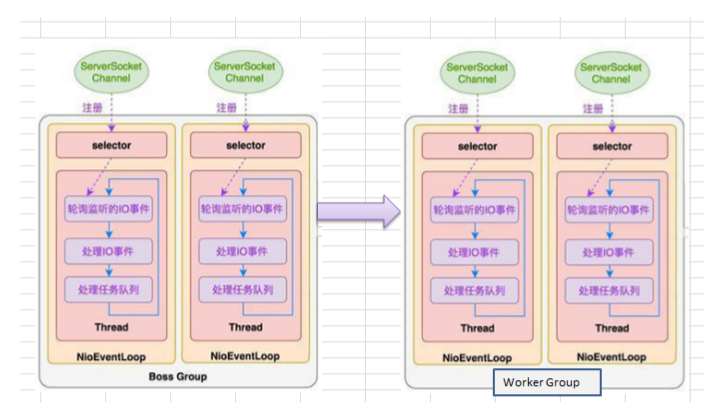 ServerSocket
Channel
ServerSocket
Channel
注册
注册
selector
selector
轮询监听的IO事件
轮询监听的IO事件
处理IO事件
处理IO事件
处理任务队列
处理任务队列
Thread
Thread
NioEventLoop
NioEventLoop
Boss Group
ServerSocket
Channel
ServerSocket
Channel
注册
注册
selector
selector
轮询监听的IO事件
轮询监听的IO事件
处理IO事件
处理IO事件
处理任务队列
处理任务队列
Thread
Thread
NioEventLoop
NioEventLoop
Worker Group